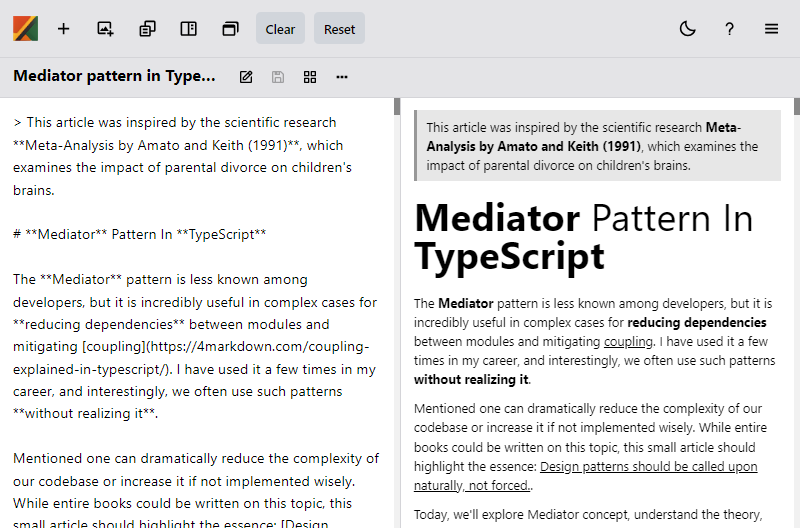 Clear
Reset
?
Mediator pattern in Type...
> This article was inspired by the scientific research
**Meta-Analysis by Amato and Keith (1991)**, which
examines the impact of parental divorce on children's
brains.
# **Mediator** Pattern In **TypeScript**
The **Mediator** pattern is less known among
developers, but it is incredibly useful in complex cases for
**reducing dependencies** between modules and
mitigating [coupling](https://4markdown.com/coupling-
explained-in-typescript/). I have used it a few times in my
career, and interestingly, we often use such patterns
**without realizing it**.
Mentioned one can dramatically reduce the complexity of
our codebase or increase it if not implemented wisely.
While entire books could be written on this topic, this
small article should highlight the essence: [Design
This article was inspired by the scientific research Meta-
Analysis by Amato and Keith (1991), which examines the
impact of parental divorce on children's brains.
Mediator Pattern In
TypeScript
The Mediator pattern is less known among developers, but it is
incredibly useful in complex cases for reducing dependencies
between modules and mitigating coupling. I have used it a few
times in my career, and interestingly, we often use such patterns
without realizing it.
Mentioned one can dramatically reduce the complexity of our
codebase or increase it if not implemented wisely. While entire
books could be written on this topic, this small article should
highlight the essence: Design patterns should be called upon
naturally, not forced..
Today, we'll explore Mediator concept, understand the theory,